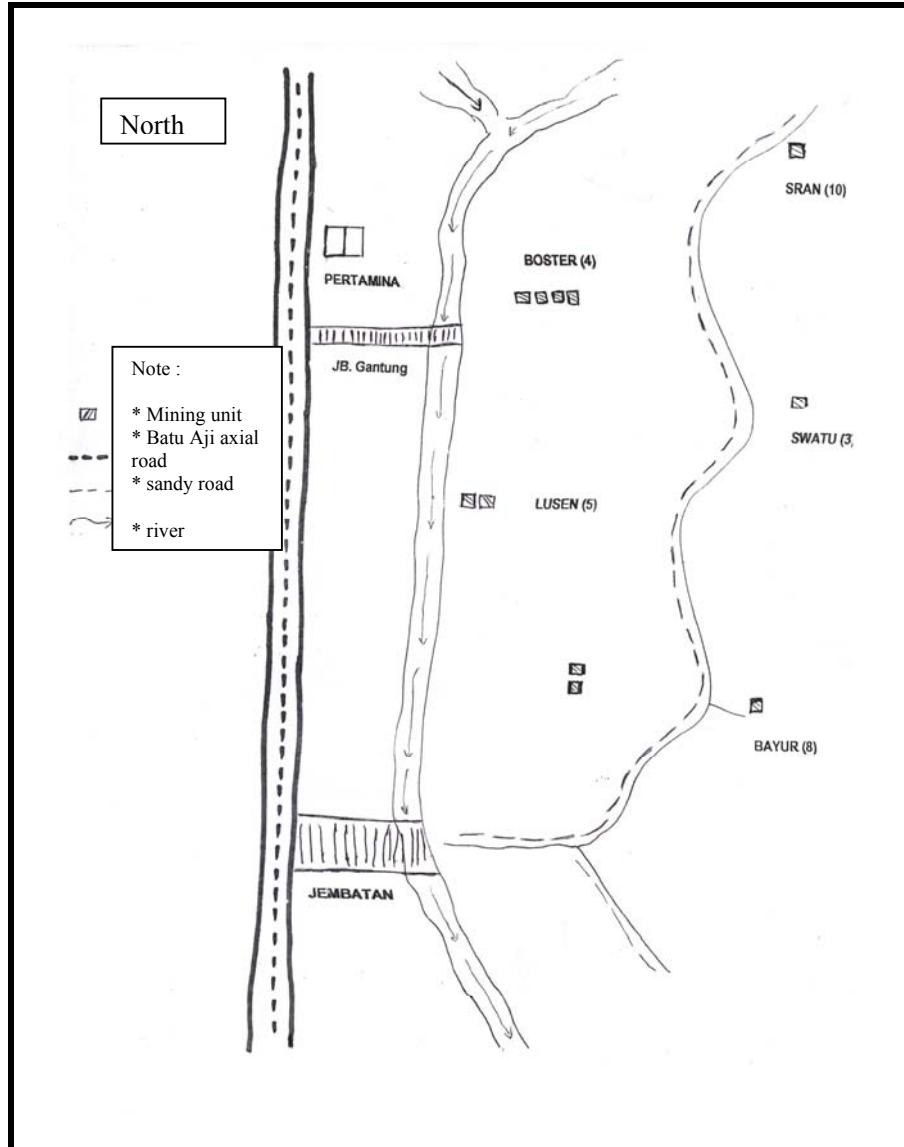 North
SRAN (10)
BOSTER (4)
PERTAMINA
JB. Gantung
Note :
* Mining unit
* Batu Aji axial
road
* sandy road
* river
SWATU (3,
LUSEN (5)
BAYUR (8)
JEMBATAN